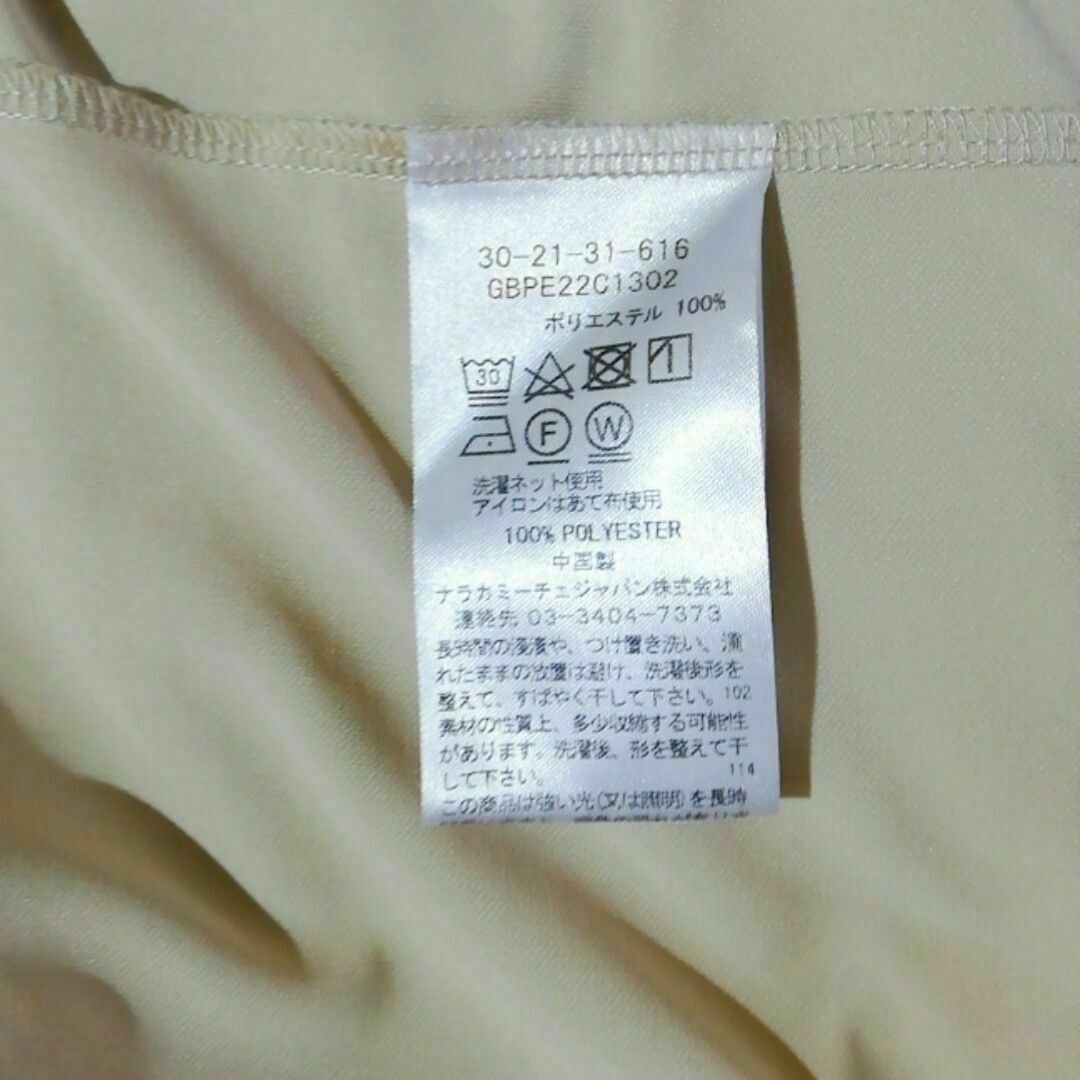 30-21-31-616
GBPE22C1302
ポリエステル 100%
30
F W
洗濯ネット使用
アイロンはあて布使用
100% POLYESTER
中国製
ナラカミーチェジャパン株式会社
連絡先 03-3404-7373
長時間の浸漬や、つけ置き洗い、濡
れたままの放置は避け、洗濯後形を
整えて、すばやく干して下さい。102
素材の性質上、多少収縮する可能性
があります。洗濯後、形を整えて干
して下さい。 114
この商品は強い光(又は照明)を長時